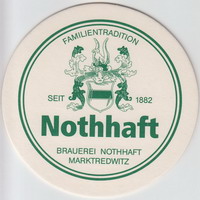 FAMILIENTRADITION
SEIT 1882
Nothhaft
BRAUEREI NOTHHAFT
MARKTREDWITZ